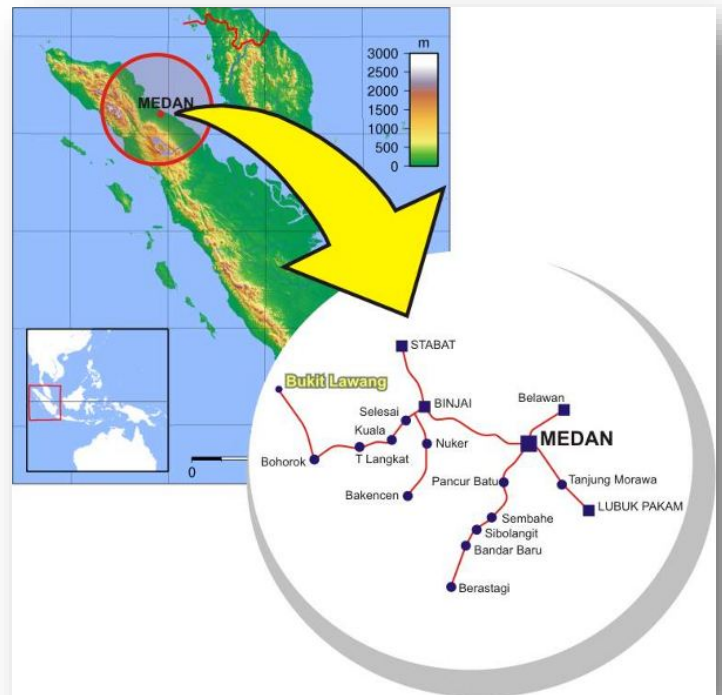 m
3000
2500
2000
1500
1000
500
0
MEDAN
0
STABAT
Bukit Lawang
BINJAI
Belawan
Selesai
Kuala
MEDAN
Nuker
T Langkat
Bohorok
Pancur Batu
Tanjung Morawa
Bakencen
LUBUK PAKAM
Sembahe
Sibolangit
Bandar Baru
Berastagi